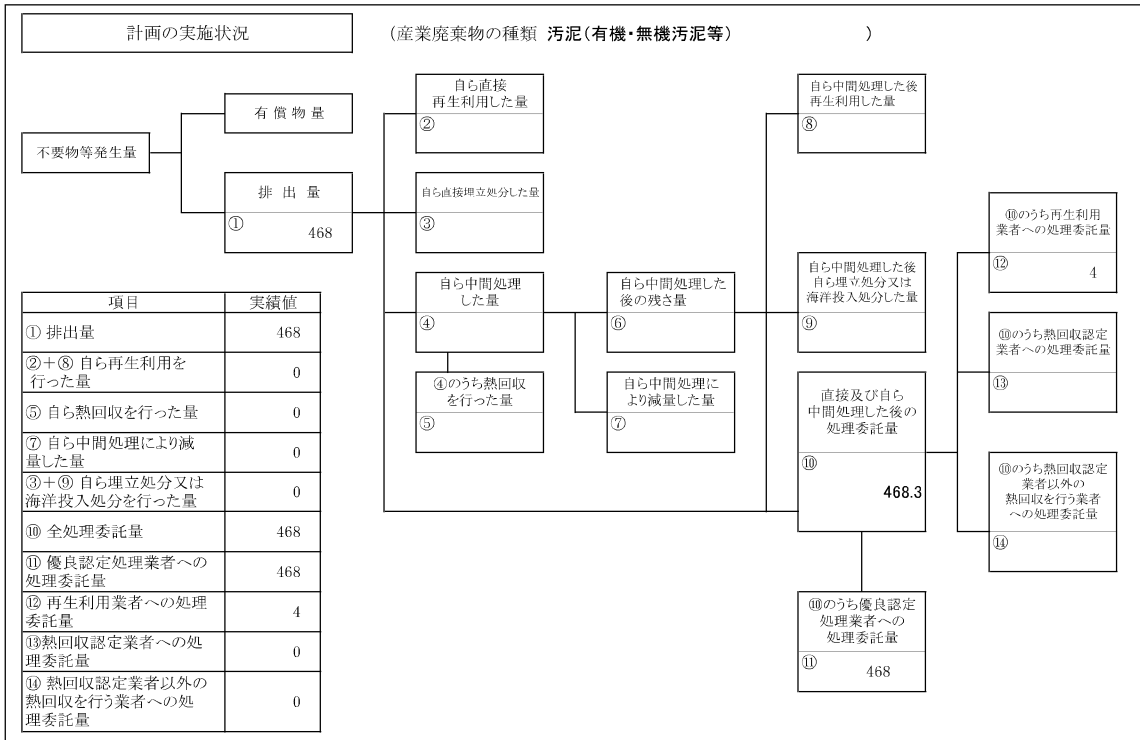 計画の実施状況
(産業廃棄物の種類 汚泥(有機・無機汚泥等) )
不要物等発生量
有 償 物 量
排 出 量
①
468
自ら直接
再生利用した量
②
自ら直接埋立処分した量
③
自ら中間処理
した量
④
④のうち熱回収
を行った量
⑤
自ら中間処理した
後の残さ量
⑥
自ら中間処理に
より減量した量
⑦
自ら中間処理した後
再生利用した量
⑧
自ら中間処理した後
自ら埋立処分又は
海洋投入処分した量
⑨
直接及び自ら
中間処理した後の
処理委託量
⑩
468.3
⑩のうち優良認定
処理業者への
処理委託量
⑪
468
⑩のうち再生利用
業者への処理委託量
⑫
4
⑩のうち熱回収認定
業者への処理委託量
⑬
⑩のうち熱回収認定
業者以外の
熱回収を行う業者
への処理委託量
⑭
項目 実績値
① 排出量 468
②+⑧ 自ら再生利用を
行った量 0
⑤ 自ら熱回収を行った量 0
⑦ 自ら中間処理により減
量した量 0
③+⑨ 自ら埋立処分又は
海洋投入処分を行った量 0
⑩ 全処理委託量 468
⑪ 優良認定処理業者への
処理委託量 468
⑫ 再生利用業者への処理
委託量 4
⑬熱回収認定業者への処
理委託量 0
⑭ 熱回収認定業者以外の
熱回収を行う業者への処
理委託量 0